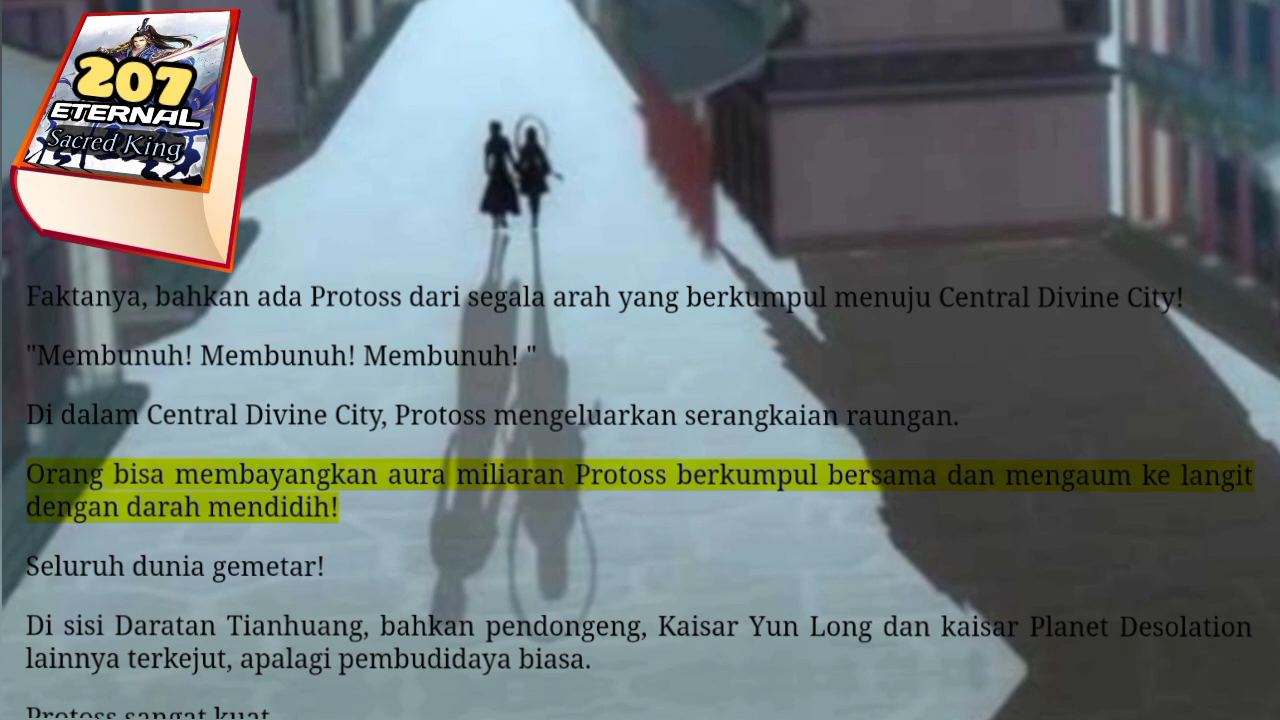 207
ETERNAL
Sacred King
Faktanya, bahkan ada Protoss dari segala arah yang berkumpul menuju Central Divine City!
"Membunuh! Membunuh! Membunuh! "
Di dalam Central Divine City, Protoss mengeluarkan serangkaian raungan.
Orang bisa membayangkan aura miliaran Protoss berkumpul bersama dan mengaum ke langit
dengan darah mendidih!
Seluruh dunia gemetar!
Di sisi Daratan Tianhuang, bahkan pendongeng, Kaisar Yun Long dan kaisar Planet Desolation
lainnya terkejut, apalagi pembudidaya biasa.
Protoss sangat kuat